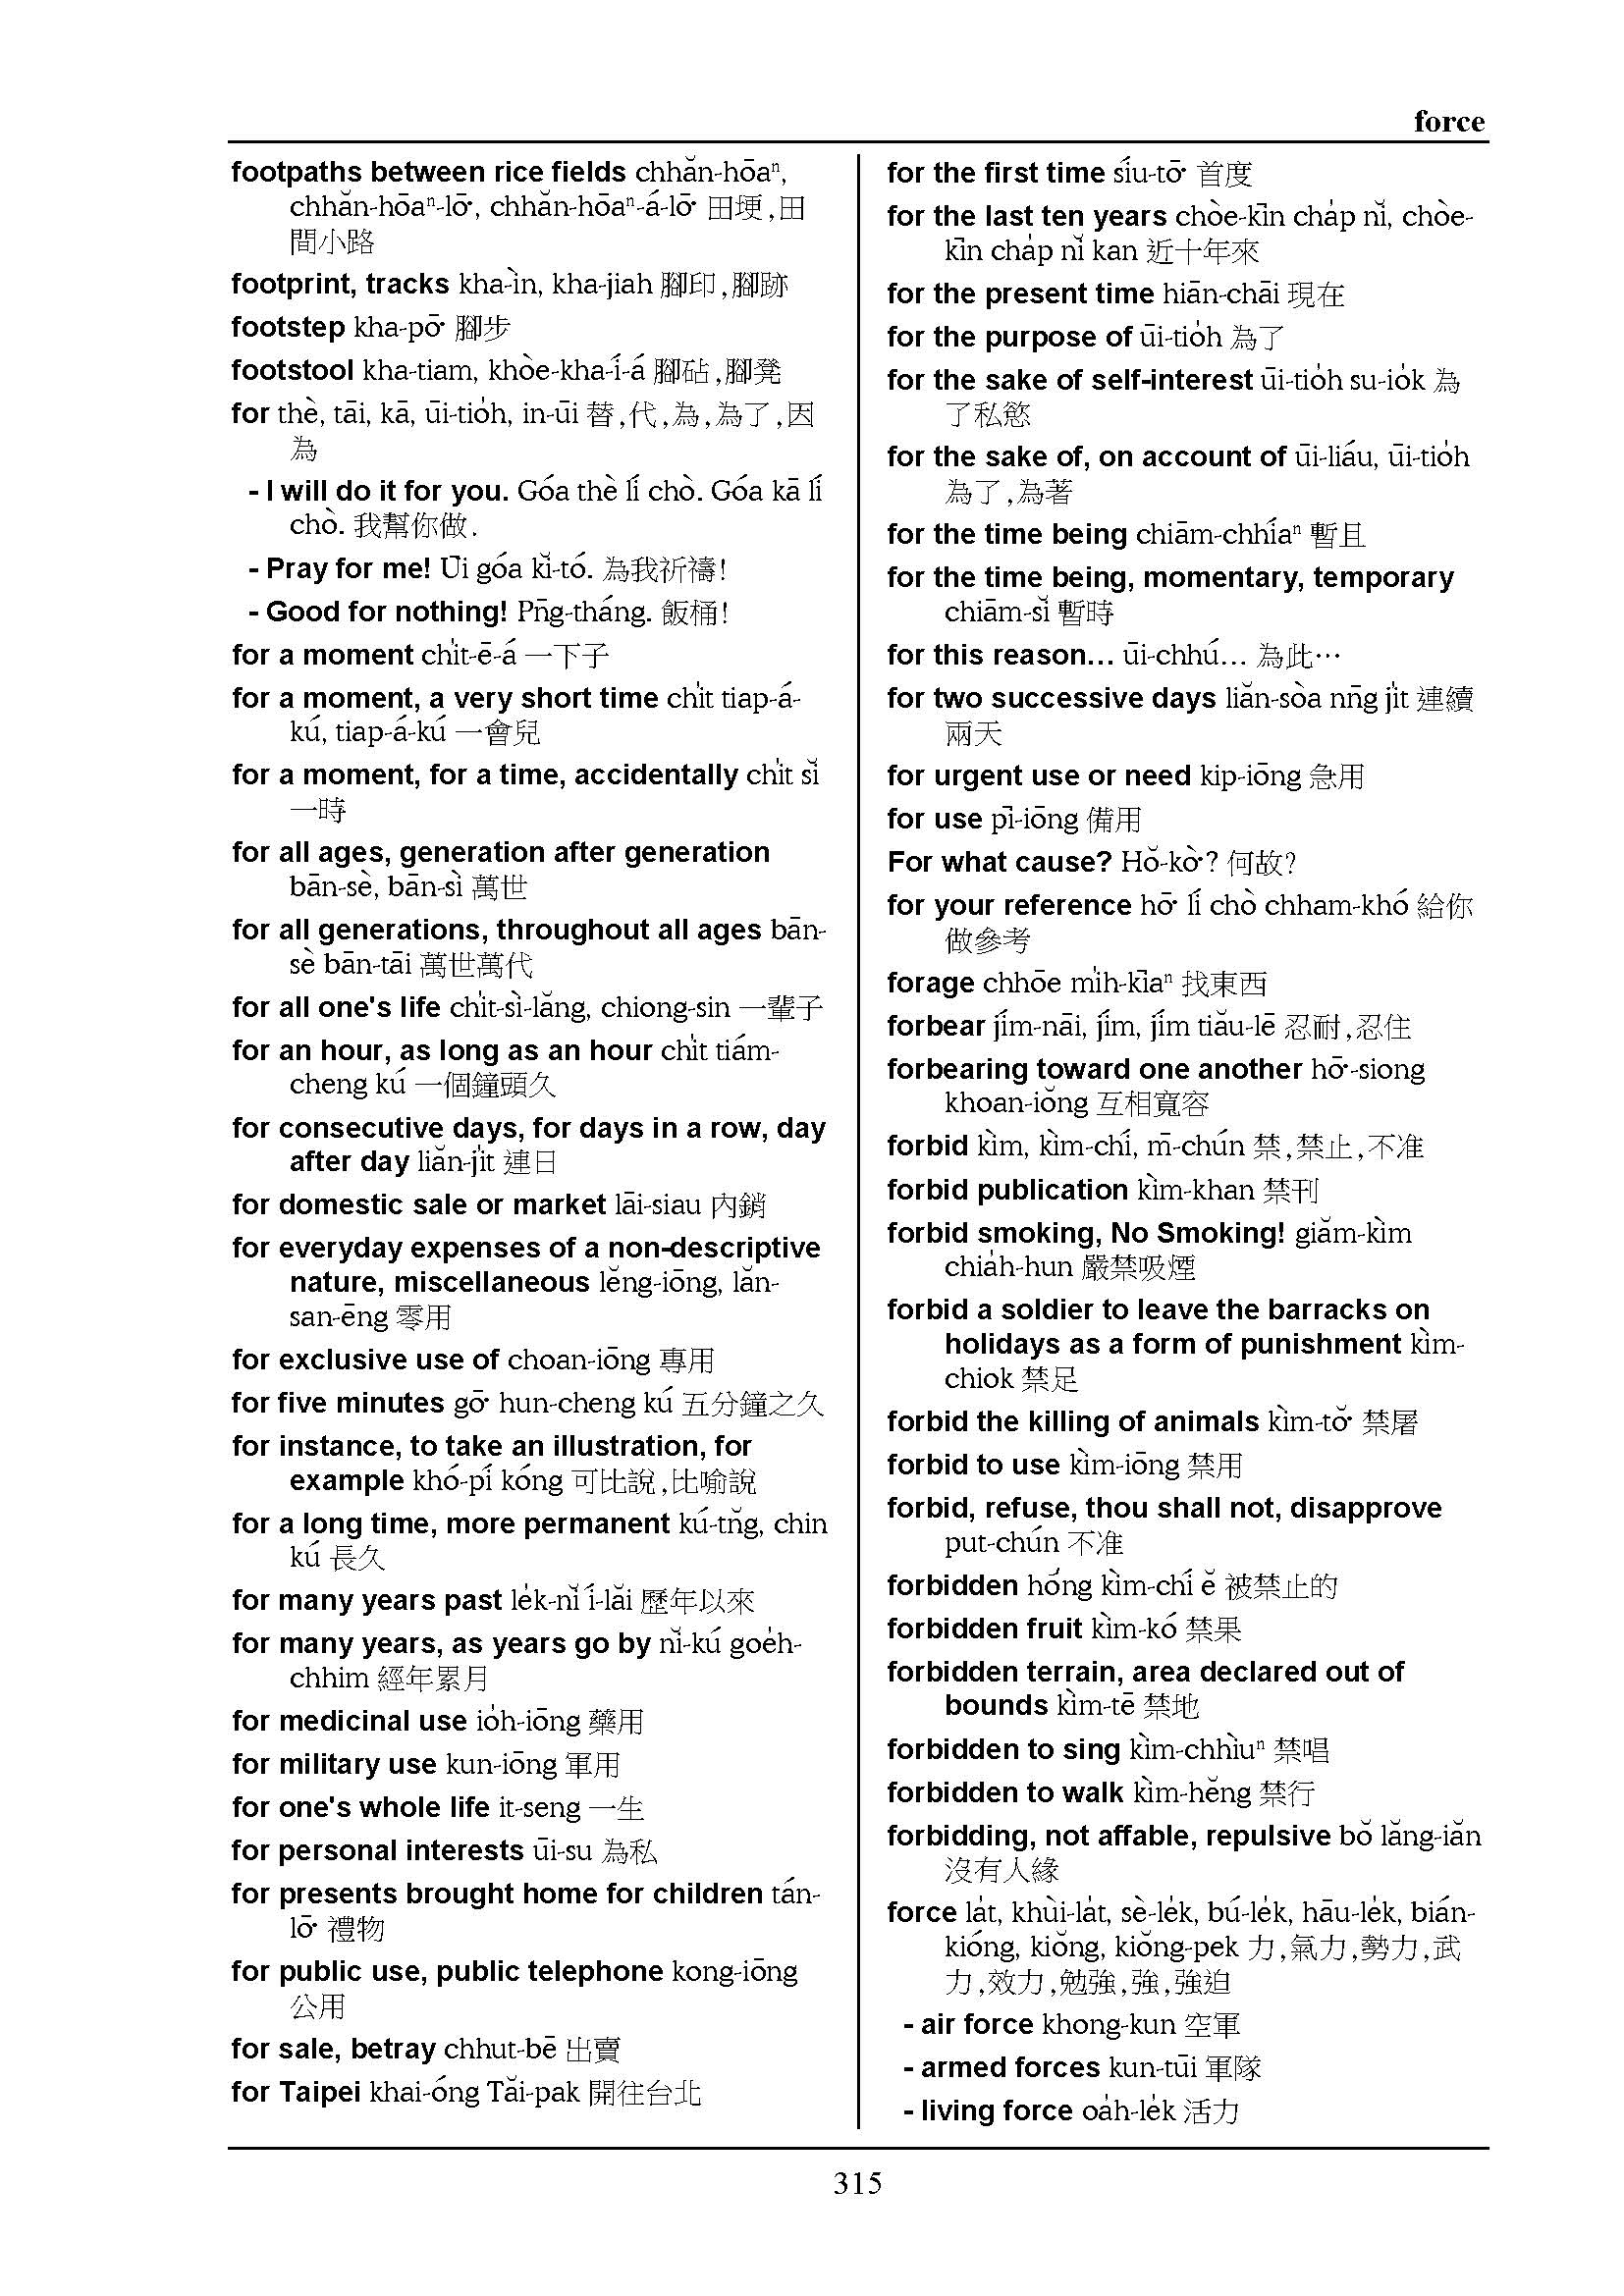 force
footpaths between rice fields chhăn-hōaⁿ,
chhăn-hōaⁿ-lō͘, chhăn-hōaⁿ-á-lō͘ 田埂,田
間小路
footprint, tracks kha-ìn, kha-jiah 腳印,腳跡
footstep kha-pō͘ 腳步
footstool kha-tiam, khòe-kha-í-á 腳砧,腳凳
for thè, tāi, kā, ūi-tio̍h, in-ūi 替,代,為,為了,因
為
- I will do it for you. Góa thè lí chò. Góa kā lí
chò. 我幫你做.
- Pray for me! Ūi góa kĭ-tó. 為我祈禱!
- Good for nothing! Pn̄g-tháng. 飯桶!
for a moment chi̍t-ē-á 一下子
for a moment, a very short time chi̍t tiap-á-
kú, tiap-á-kú 一會兒
for a moment, for a time, accidentally chi̍t sĭ
一時
for all ages, generation after generation
bān-sè, bān-sì 萬世
for all generations, throughout all ages bān-
sè bān-tāi 萬世萬代
for all one's life chi̍t-sì-lăng, chiong-sin 一輩子
for an hour, as long as an hour chi̍t tiám-
cheng kú 一個鐘頭久
for consecutive days, for days in a row, day
after day liăn-ji̍t 連日
for domestic sale or market lāi-siau 內銷
for everyday expenses of a non-descriptive
nature, miscellaneous lĕng-iōng, lăn-
san-ēng 零用
for exclusive use of choan-iōng 專用
for five minutes gō͘ hun-cheng kú 五分鐘之久
for instance, to take an illustration, for
example khó-pí kóng 可比說,比喻說
for a long time, more permanent kú-tn̆g, chin
kú 長久
for many years past le̍k-nĭ í-lăi 歷年以來
for many years, as years go by nĭ-kú goe̍h-
chhim 經年累月
for medicinal use io̍h-iōng 藥用
for military use kun-iōng 軍用
for one's whole life it-seng 一生
for personal interests ūi-su 為私
for presents brought home for children tán-
lō͘ 禮物
for public use, public telephone kong-iōng
公用
for sale, betray chhut-bē 出賣
for Taipei khai-óng Tăi-pak 開往台北
for the first time síu-tō͘ 首度
for the last ten years chòe-kīn cha̍p nĭ, chòe-
kīn cha̍p nĭ kan 近十年來
for the present time hiān-chāi 現在
for the purpose of ūi-tio̍h 為了
for the sake of self-interest ūi-tio̍h su-io̍k 為
了私慾
for the sake of, on account of ūi-liáu, ūi-tio̍h
為了,為著
for the time being chiām-chhíaⁿ 暫且
for the time being, momentary, temporary
chiām-sĭ 暫時
for this reason... ūi-chhú... 為此…
for two successive days liăn-sòa nn̄g ji̍t 連續
兩天
for urgent use or need kip-iōng 急用
for use pī-iōng 備用
For what cause? Hŏ-kò͘? 何故?
for your reference hō͘ lí chò chham-khó 給你
做參考
forage chhōe mi̍h-kīaⁿ 找東西
forbear jím-nāi, jím, jím tiău-lē 忍耐,忍住
forbearing toward one another hō͘-siong
khoan-iŏng 互相寬容
forbid kìm, kìm-chí, m̄-chún 禁,禁止,不准
forbid publication kìm-khan 禁刊
forbid smoking, No Smoking! giăm-kìm
chia̍h-hun 嚴禁吸煙
forbid a soldier to leave the barracks on
holidays as a form of punishment kìm-
chiok 禁足
forbid the killing of animals kìm-tŏ͘ 禁屠
forbid to use kìm-iōng 禁用
forbid, refuse, thou shall not, disapprove
put-chún 不准
forbidden hóng kìm-chí ĕ 被禁止的
forbidden fruit kìm-kó 禁果
forbidden terrain, area declared out of
bounds kìm-tē 禁地
forbidden to sing kìm-chhìuⁿ 禁唱
forbidden to walk kìm-hĕng 禁行
forbidding, not affable, repulsive bŏ lăng-iăn
沒有人緣
force la̍t, khùi-la̍t, sè-le̍k, bú-le̍k, hāu-le̍k, bián-
kióng, kiŏng, kiŏng-pek 力,氣力,勢力,武
力,效力,勉強,強,強迫
- air force khong-kun 空軍
- armed forces kun-tūi 軍隊
- living force oa̍h-le̍k 活力
315